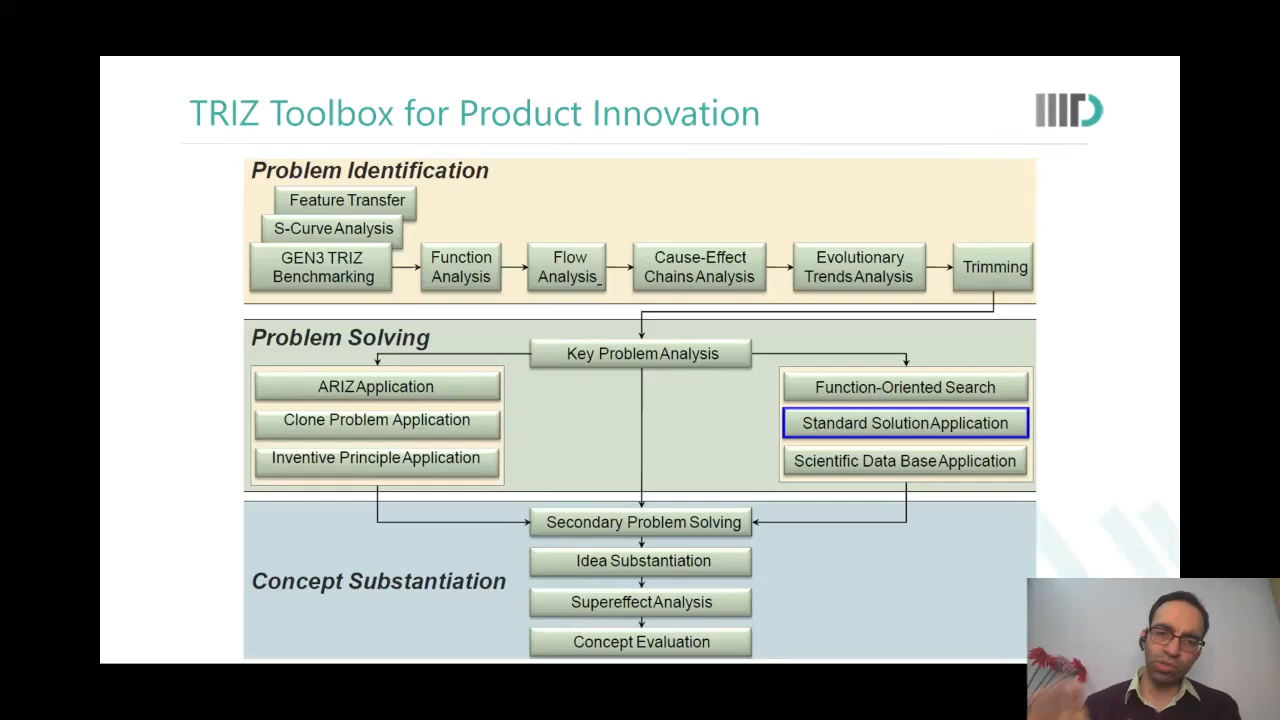 TRIZ Toolbox for Product Innovation
IIITD
Problem Identification
Feature Transfer
S-Curve Analysis
GEN3 TRIZ
Benchmarking
Function
Analysis
Flow
Analysis_
Cause-Effect
Chains Analysis
Evolutionary
Trends Analysis
Trimming
Problem Solving
Key Problem Analysis
ARIZ Application
Clone Problem Application
Inventive Principle Application
Function-Oriented Search
Standard Solution Application
Scientific Data Base Application
Concept Substantiation
Secondary Problem Solving
Idea Substantiation
Supereffect Analysis
Concept Evaluation